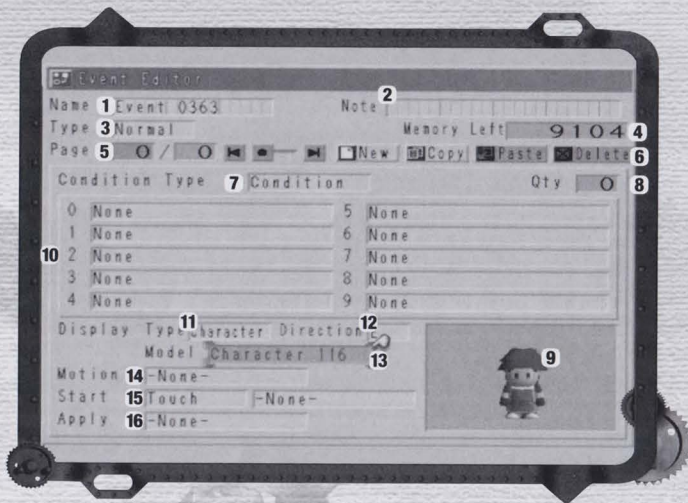 Event Editor
Name 1 Event 0363 Note 2
Type 3 Normal Memory Left 9104 4
Page 5 0 / 0 New Copy Paste Delete 6
Condition Type 7 Condition Qty 0 8
0 None 5 None
1 None 6 None
10 2 None 7 None
3 None 8 None
4 None 9 None
Display Type 11 Character Direction 12
Model Character 116 13 9
Motion 14 -None-
Start 15 Touch -None-
Apply 16 -None-